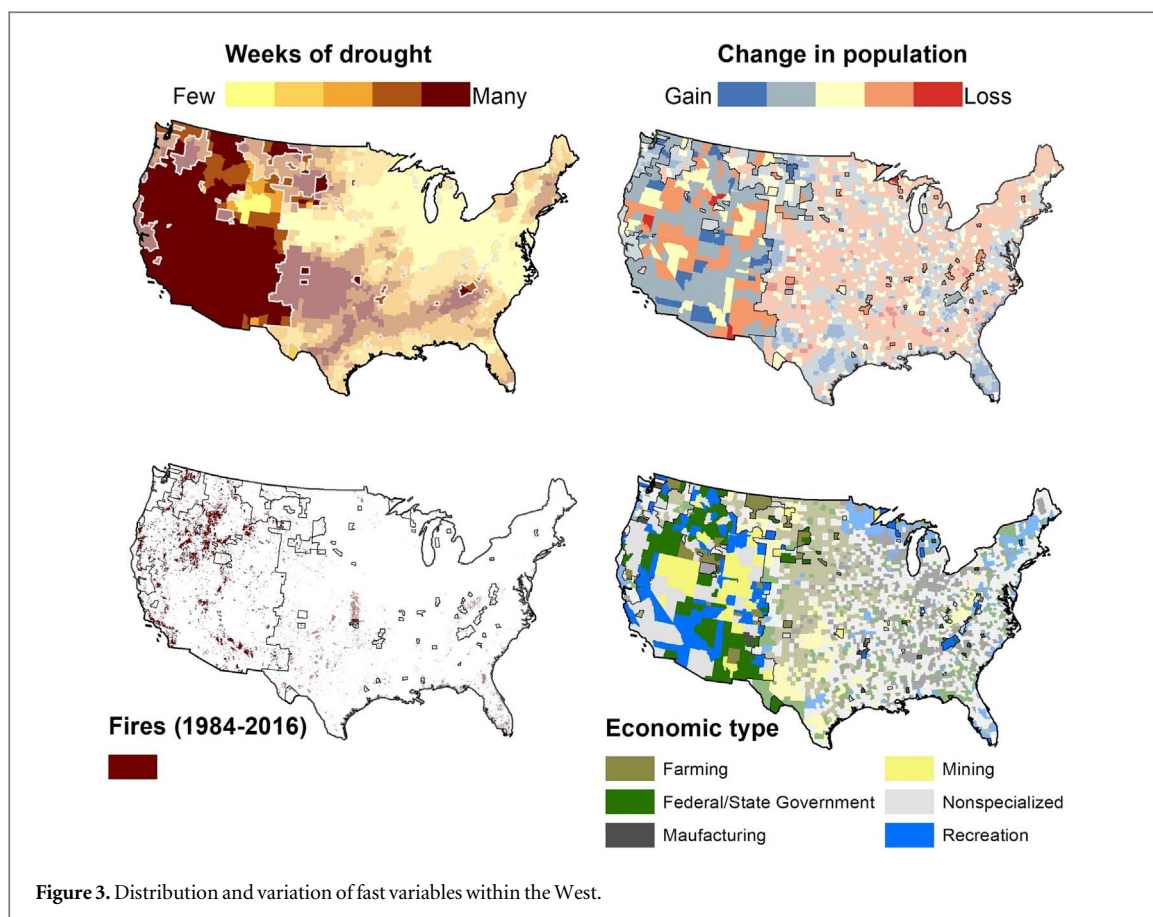 Weeks of drought
Few
Many
Change in population
Gain
Loss
Fires (1984-2016)
Economic type
Farming
Mining
Federal/State Government
Nonspecialized
Maufacturing
Recreation
Figure 3. Distribution and variation of fast variables within the West.